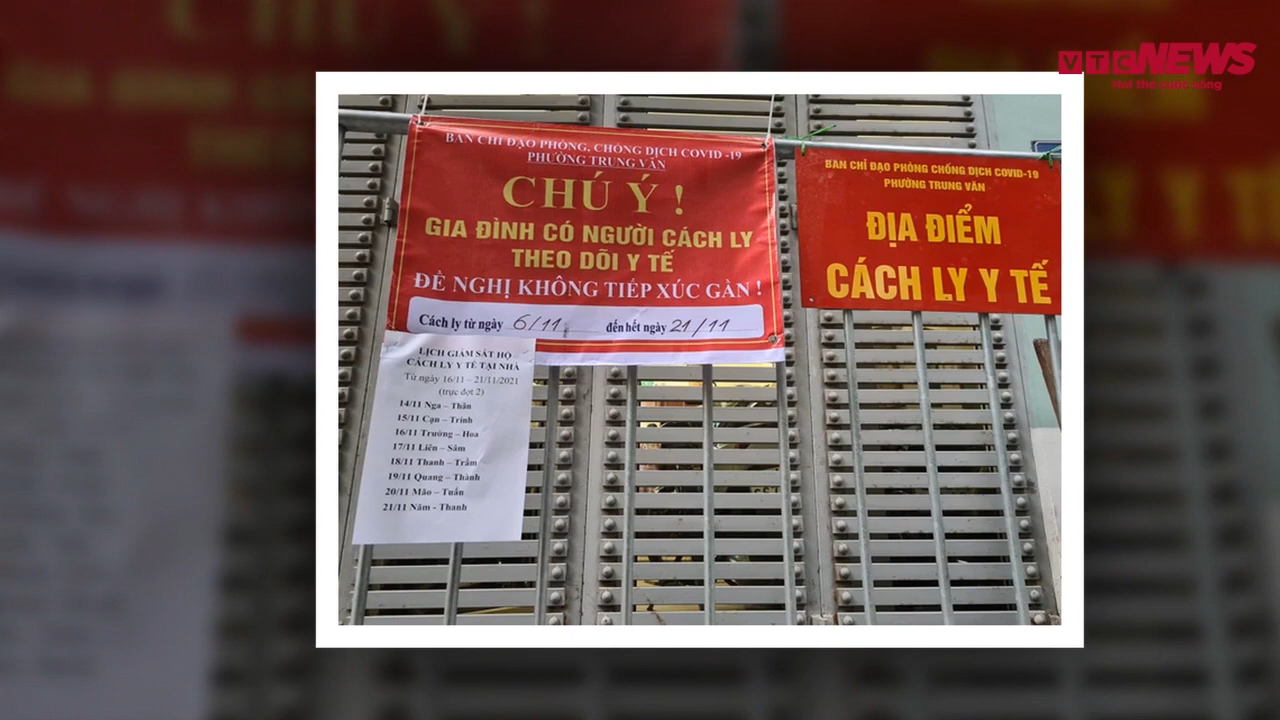 VTC NEWS
BAN CHỈ ĐẠO PHÒNG, CHỐNG DỊCH COVID -19
PHƯỜNG TRUNG VĂN
CHÚ Ý !
GIA ĐÌNH CÓ NGƯỜI CÁCH LY
THEO DÕI Y TẾ
ĐỀ NGHỊ KHÔNG TIẾP XÚC GẦN !
Cách ly từ ngày 6/11 đến hết ngày 21/11
BAN CHỈ ĐẠO PHÒNG CHỐNG DỊCH COVID-19
PHƯỜNG TRUNG VĂN
ĐỊA ĐIỂM
CÁCH LY Y TẾ
LỊCH GIÁM SÁT HỘ
CÁCH LY Y TẾ TẠI NHÀ
Từ ngày 16/11 – 21/11/2021
(trực đợt 2)
14/11 Nga – Thân
15/11 Cạn – Trinh
16/11 Trường – Hoa
17/11 Liên – Sâm
18/11 Thanh – Trầm
19/11 Quang – Thành
20/11 Mão – Tuấn
21/11 Năm - Thanh